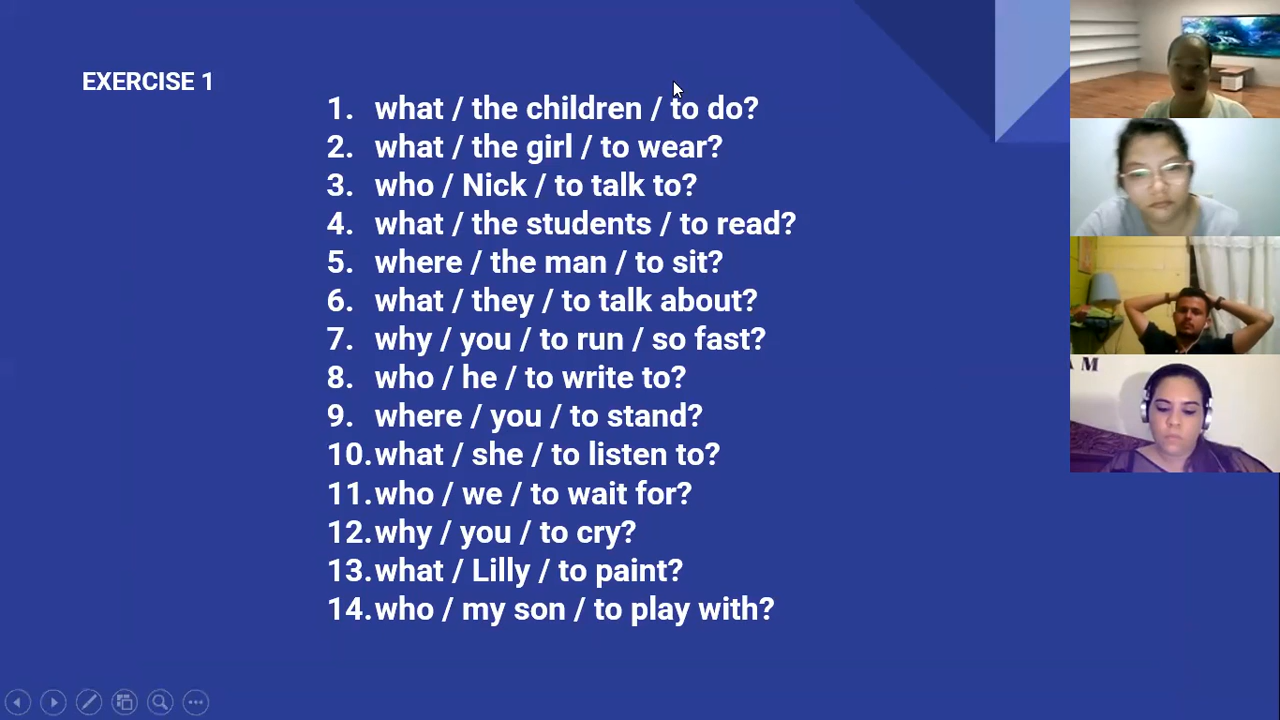 EXERCISE 1
1. what / the children / to do?
2. what / the girl / to wear?
3. who / Nick / to talk to?
4. what / the students / to read?
5. where / the man / to sit?
6. what / they / to talk about?
7. why / you / to run / so fast?
8. who / he / to write to?
9. where / you / to stand?
10. what / she / to listen to?
11. who / we / to wait for?
12. why / you / to cry?
13. what / Lilly / to paint?
14. who / my son / to play with?
A M